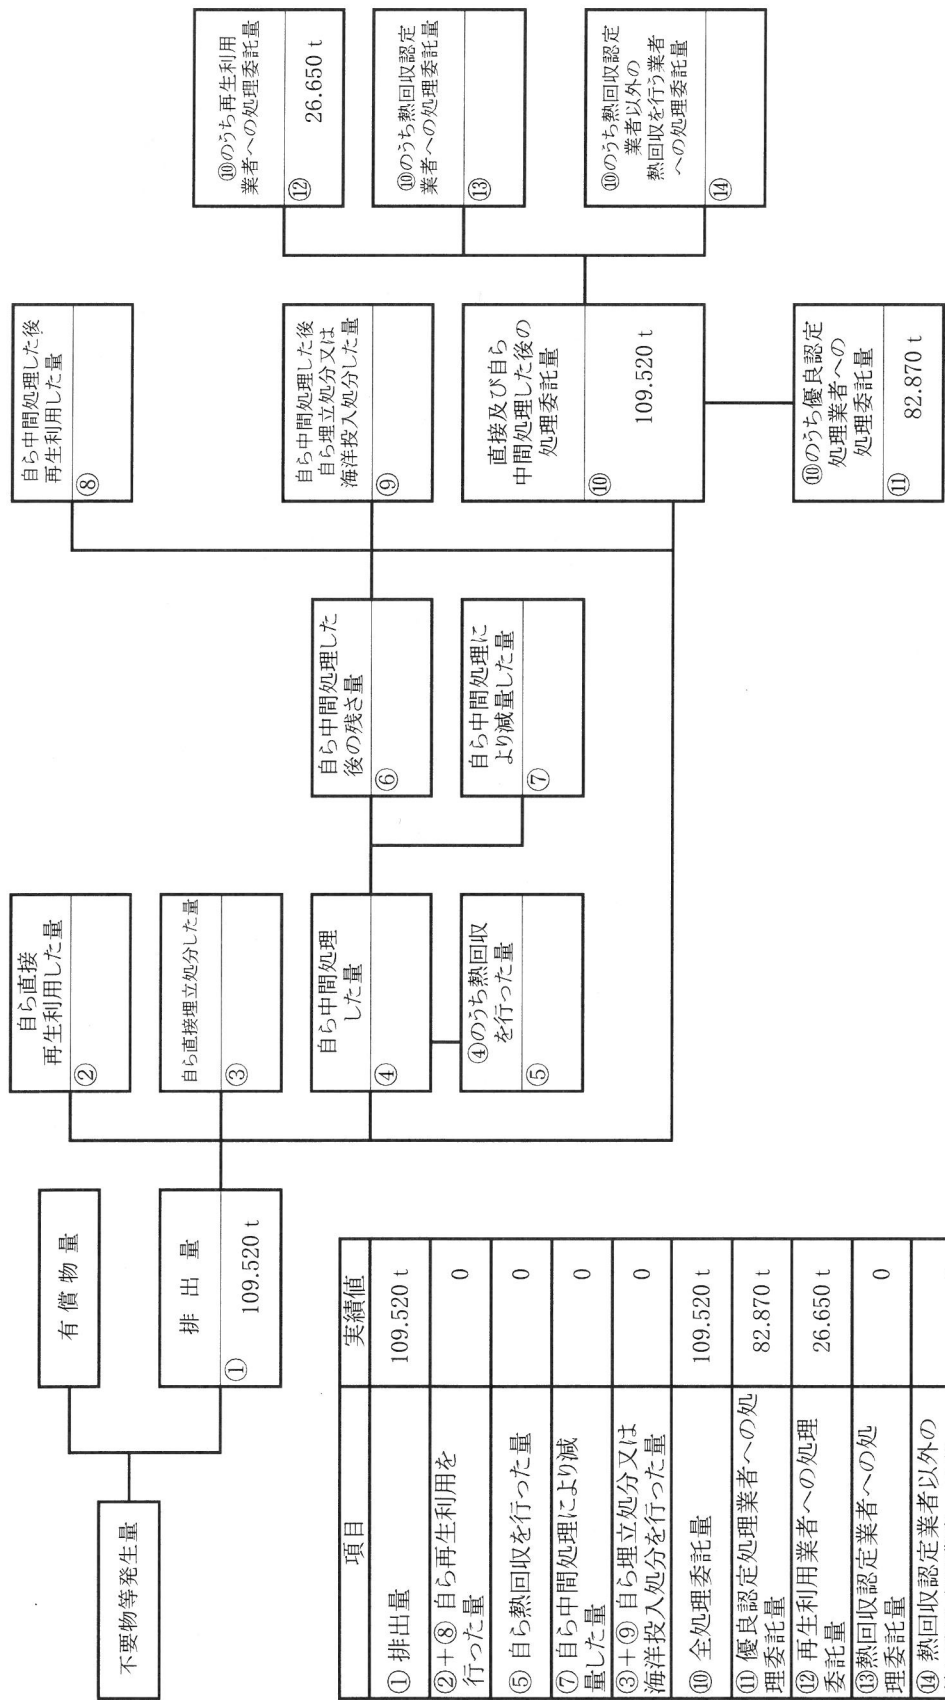 不要物等発生量
有償物量
排出量
①
109.520 t
自ら直接
再生利用した量
②
自ら直接埋立処分した量
③
自ら中間処理
した量
④
④のうち熱回収
を行った量
⑤
自ら中間処理した
後の残さ量
⑥
自ら中間処理に
より減量した量
⑦
自ら中間処理した後
再生利用した量
⑧
自ら中間処理した後
自ら埋立処分又は
海洋投入処分した量
⑨
直接及び自ら
中間処理した後の
処理委託量
⑩
109.520 t
⑩のうち優良認定
処理業者への
処理委託量
⑪
82.870 t
⑩のうち再生利用
業者への処理委託量
⑫
26.650 t
⑩のうち熱回収認定
業者への処理委託量
⑬
⑩のうち熱回収認定
業者以外の
熱回収を行う業者
への処理委託量
⑭
項目 実績値
① 排出量 109.520 t
②+⑧ 自ら再生利用を
行った量 0
⑤ 自ら熱回収を行った量 0
⑦ 自ら中間処理により減
量した量 0
③+⑨ 自ら埋立処分又は
海洋投入処分を行った量 0
⑩ 全処理委託量 109.520 t
⑪ 優良認定処理業者への処
理委託量 82.870 t
⑫ 再生利用業者への処理
委託量 26.650 t
⑬熱回収認定業者への処
理委託量 0
⑭ 熱回収認定業者以外の